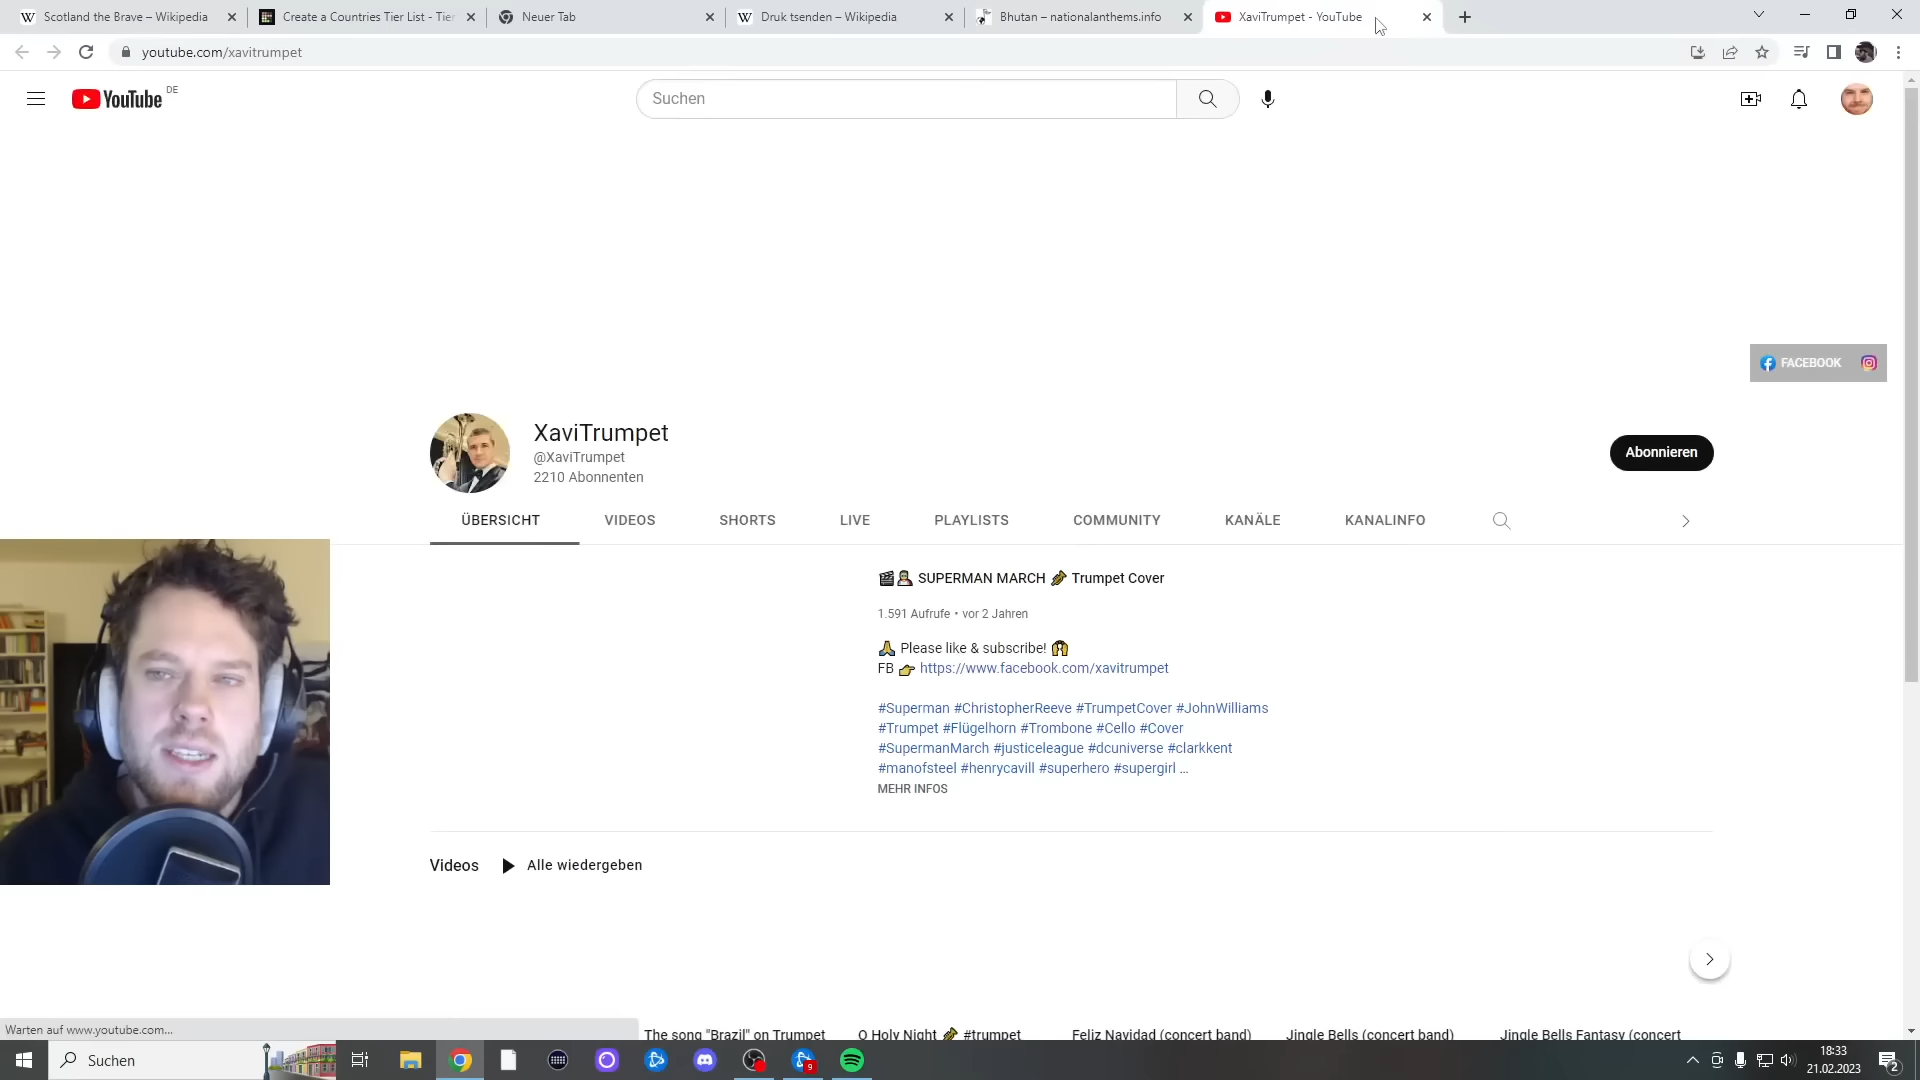 Scotland the Brave – Wikipedia
Create a Countries Tier List - Tier
Neuer Tab
Druk tsenden – Wikipedia
Bhutan – nationalanthems.info
XaviTrumpet - YouTube
youtube.com/xavitrumpet
YouTube DE
Suchen
FACEBOOK
XaviTrumpet
@XaviTrumpet
2210 Abonnenten
Abonnieren
ÜBERSICHT
VIDEOS
SHORTS
LIVE
PLAYLISTS
COMMUNITY
KANÄLE
KANALINFO
🎬🦸 SUPERMAN MARCH 🎺 Trumpet Cover
1.591 Aufrufe • vor 2 Jahren
🙏 Please like & subscribe! 🙌
FB 👉 https://www.facebook.com/xavitrumpet
#Superman #ChristopherReeve #TrumpetCover #JohnWilliams
#Trumpet #Flügelhorn #Trombone #Cello #Cover
#SupermanMarch #justiceleague #dcuniverse #clarkkent
#manofsteel #henrycavill #superhero #supergirl ...
MEHR INFOS
Videos
Alle wiedergeben
Warten auf www.youtube.com...
The song "Brazil" on Trumpet
O Holy Night 🎺 #trumpet
Feliz Navidad (concert band)
Jingle Bells (concert band)
Jingle Bells Fantasy (concert
Suchen
9
18:33
21.02.2023
2